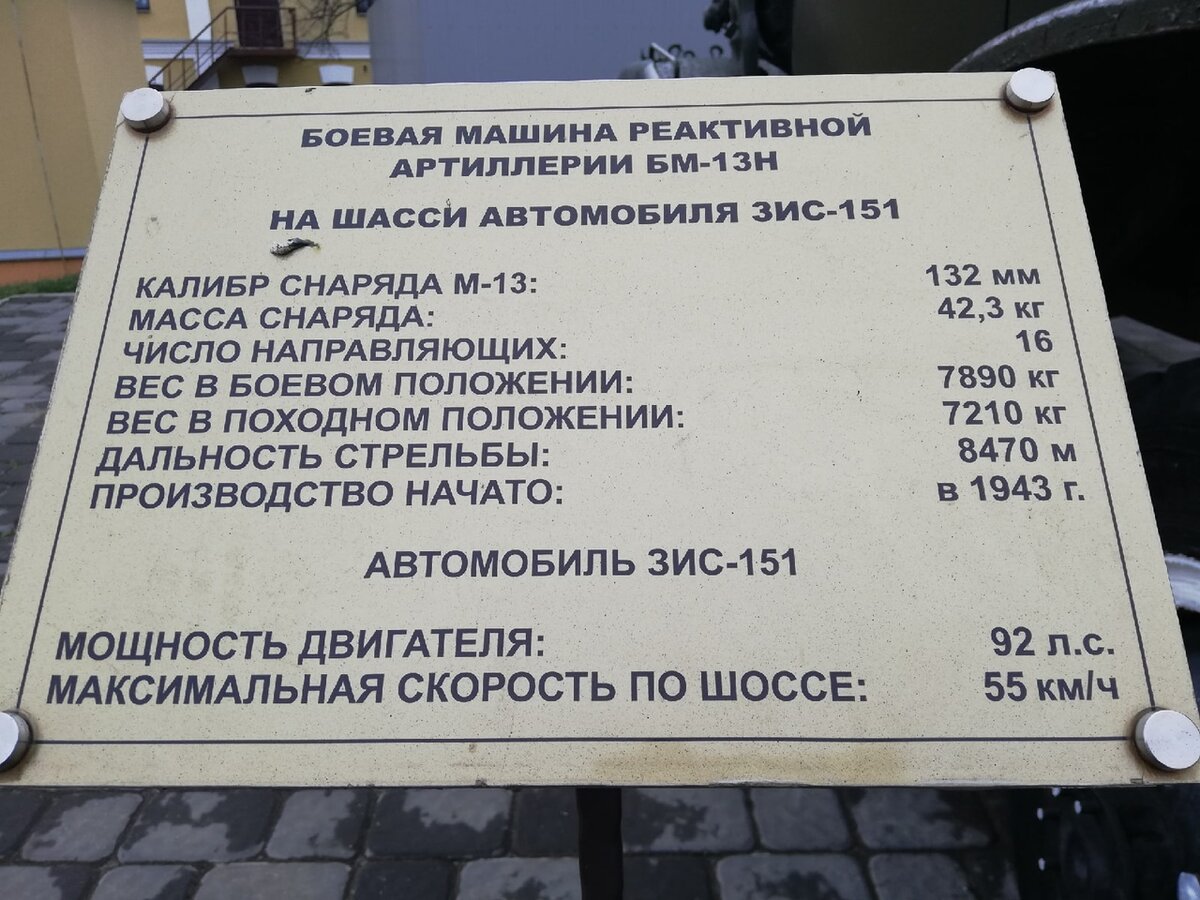 БОЕВАЯ МАШИНА РЕАКТИВНОЙ
АРТИЛЛЕРИИ БМ-13Н
НА ШАССИ АВТОМОБИЛЯ ЗИС-151
КАЛИБР СНАРЯДА М-13: 132 мм
МАССА СНАРЯДА: 42,3 кг
ЧИСЛО НАПРАВЛЯЮЩИХ: 16
ВЕС В БОЕВОМ ПОЛОЖЕНИИ: 7890 кг
ВЕС В ПОХОДНОМ ПОЛОЖЕНИИ: 7210 кг
ДАЛЬНОСТЬ СТРЕЛЬБЫ: 8470 м
ПРОИЗВОДСТВО НАЧАТО: в 1943 г.
АВТОМОБИЛЬ ЗИС-151
МОЩНОСТЬ ДВИГАТЕЛЯ: 92 л.с.
МАКСИМАЛЬНАЯ СКОРОСТЬ ПО ШОССЕ: 55 км/ч